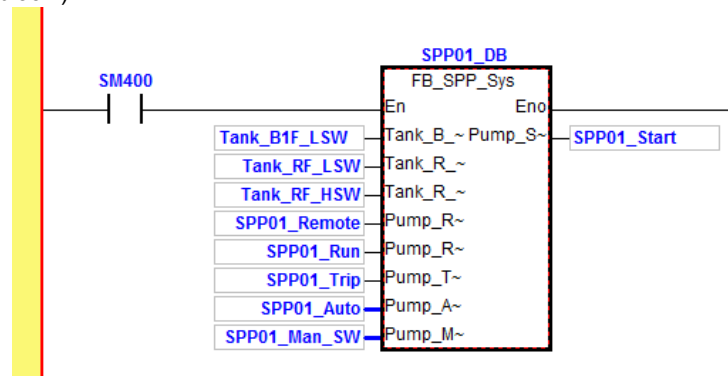 SPP01_DB
SM400
FB_SPP_Sys
En Eno
Tank_B1F_LSW Tank_B_~ Pump_S~ SPP01_Start
Tank_RF_LSW Tank_R_~
Tank_RF_HSW Tank_R_~
SPP01_Remote Pump_R~
SPP01_Run Pump_R~
SPP01_Trip Pump_T~
SPP01_Auto Pump_A~
SPP01_Man_SW Pump_M~